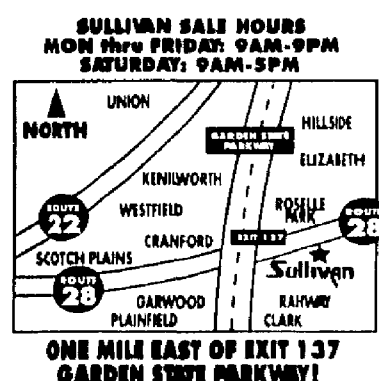 SULLIVAN SALE HOURS
MON thru FRIDAY: 9AM-9PM
SATURDAY: 9AM-5PM
UNION
NORTH
GARDEN STATE
PARKWAY
HILLSIDE
ELIZABETH
KENILWORTH
ROUTE
22
WESTFIELD
ROSELLE
PARK
ROUTE
28
CRANFORD
EXIT 137
SCOTCH PLAINS
Sullivan
ROUTE
28
GARWOOD
RAHWAY
PLAINFIELD
CLARK
ONE MILE EAST OF EXIT 137
GARDEN STATE PARKWAY!